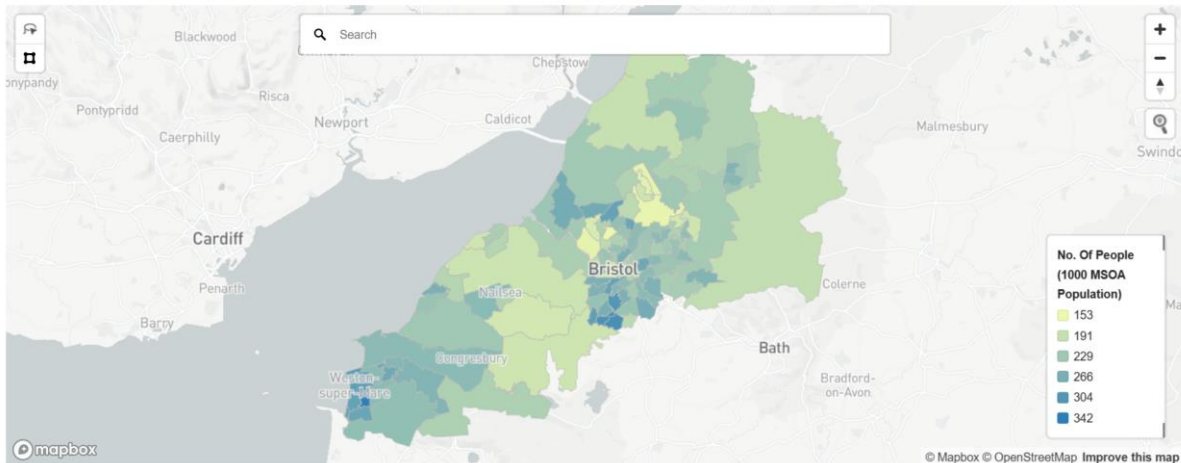 Search
Blackwood
Chepstow
onypandy
Risca
Pontypridd
Newport
Caldicot
Malmesbury
Caerphilly
Swindo
Cardiff
Penarth
Bristol
Nailsea
Barry
Colerne
Bath
Congresbury
Weston-
super-Mare
Bradford-
on-Avon
No. Of People
(1000 MSOA
Population)
153
191
229
266
304
342
mapbox
© Mapbox © OpenStreetMap Improve this map